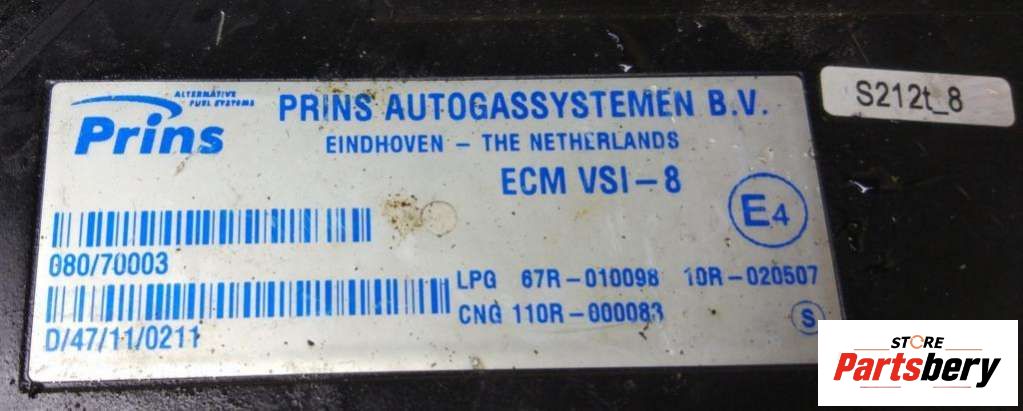 ALTERNATIVE
FUEL SYSTEMS
Prins
PRINS AUTOGASSYSTEMEN B.V.
EINDHOVEN - THE NETHERLANDS
ECM VSI-8
E4
S212t_8
080/70003
LPG 67R-010098 10R-020507
CNG 110R-000083
S
D/47/11/0211
STORE
Partsbery